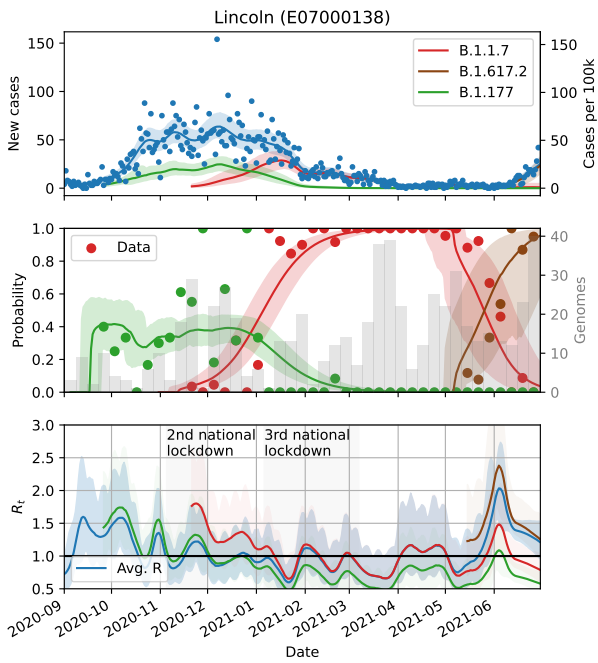 Lincoln (E07000138)
New cases
150
100
50
0
150
100
50
0
Cases per 100k
B.1.1.7
B.1.617.2
B.1.177
Probability
1.0
0.8
0.6
0.4
0.2
0.0
Data
40
30
20
10
0
Genomes
R_t
3.0
2.5
2.0
1.5
1.0
0.5
2nd national
lockdown
3rd national
lockdown
Avg. R
2020-09
2020-10
2020-11
2020-12
2021-01
2021-02
2021-03
2021-04
2021-05
2021-06
Date